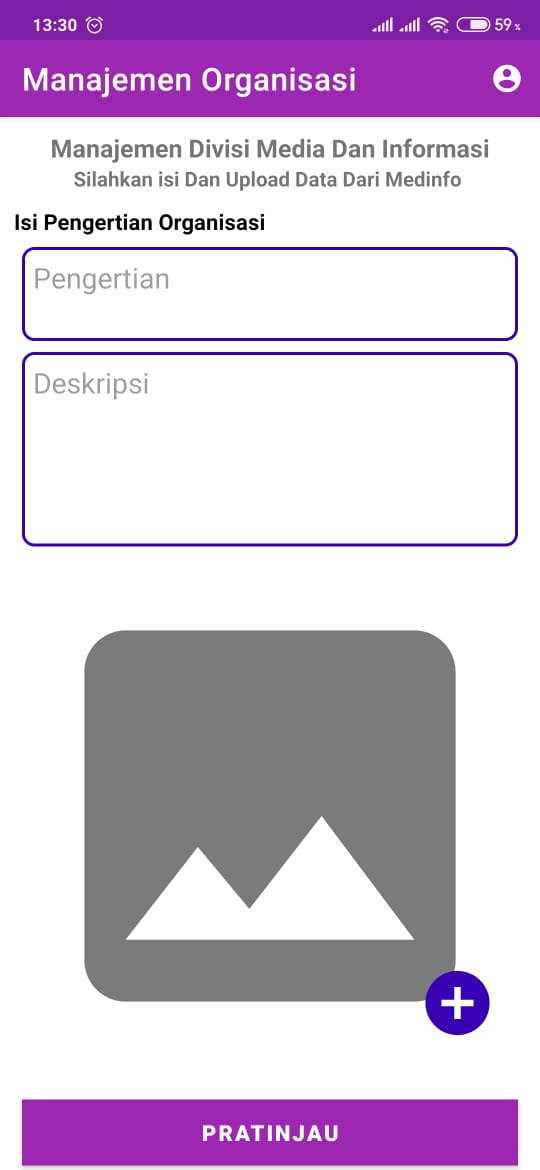 13:30
59%
Manajemen Organisasi
Manajemen Divisi Media Dan Informasi
Silahkan isi Dan Upload Data Dari Medinfo
Isi Pengertian Organisasi
Pengertian
Deskripsi
PRATINJAU